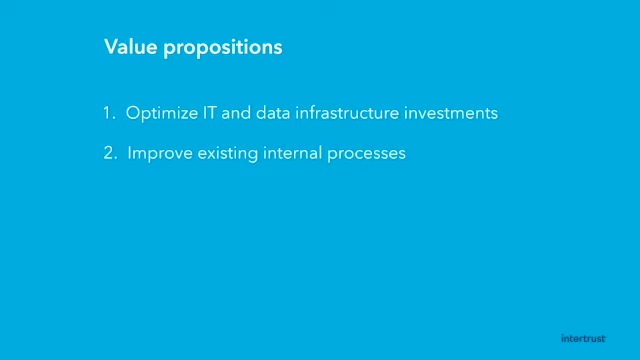 Value propositions
1. Optimize IT and data infrastructure investments
2. Improve existing internal processes
intertrust